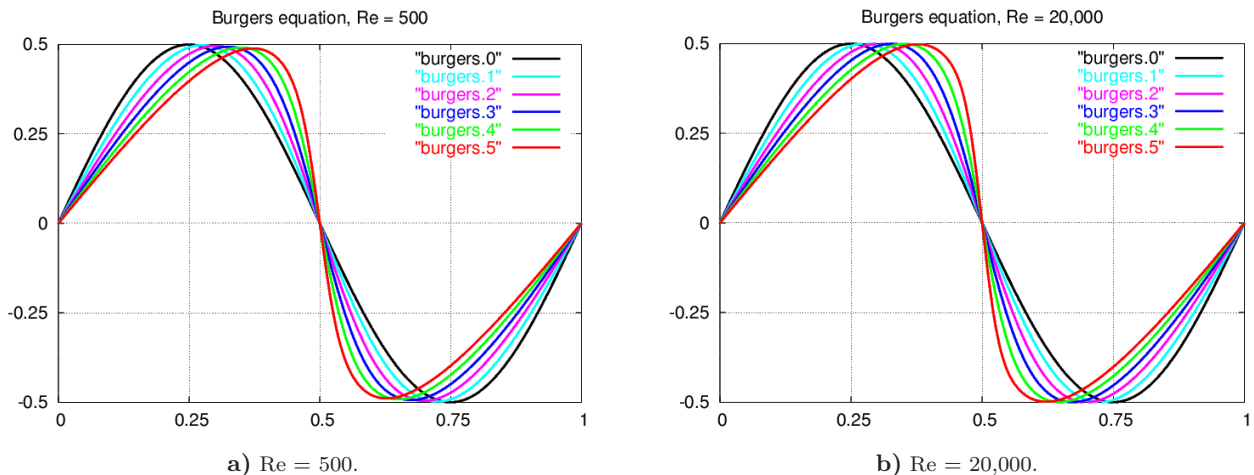 Burgers equation, Re = 500
0.5
0.25
0
-0.25
-0.5
"burgers.0"
"burgers.1"
"burgers.2"
"burgers.3"
"burgers.4"
"burgers.5"
0 0.25 0.5 0.75 1
a) Re = 500.
Burgers equation, Re = 20,000
0.5
0.25
0
-0.25
-0.5
"burgers.0"
"burgers.1"
"burgers.2"
"burgers.3"
"burgers.4"
"burgers.5"
0 0.25 0.5 0.75 1
b) Re = 20,000.